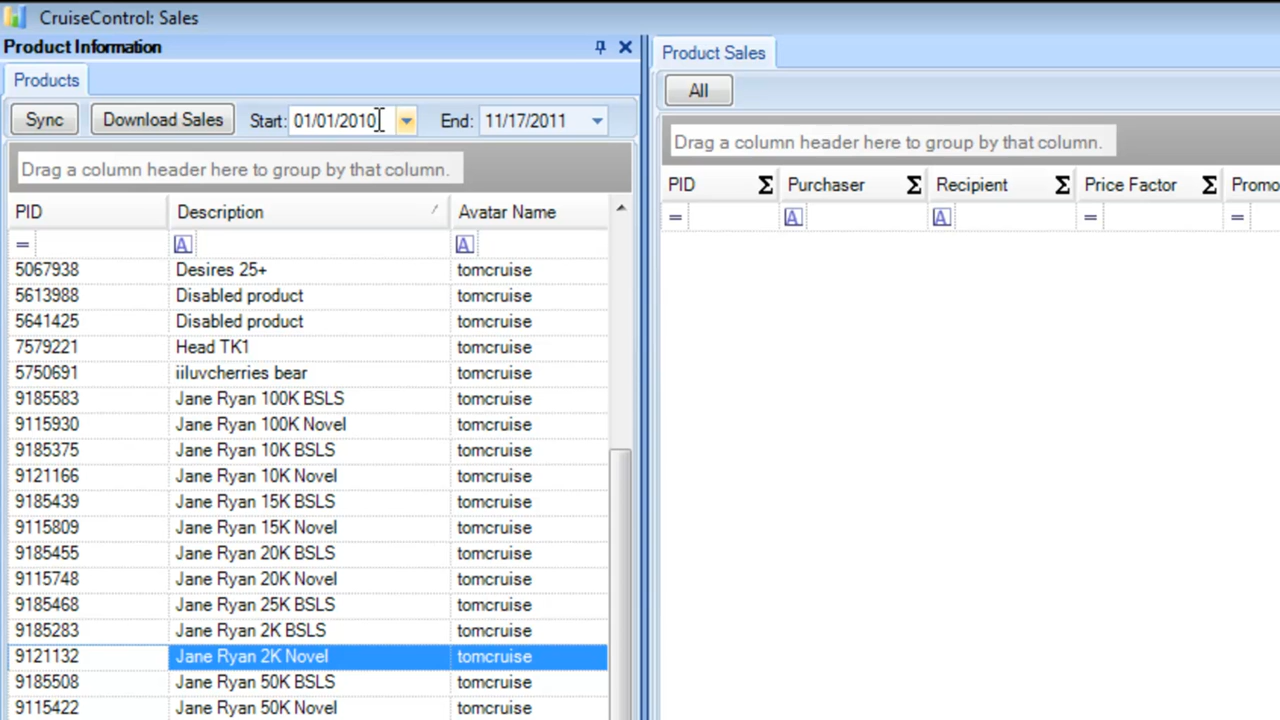 CruiseControl: Sales
Product Information
Products
Sync Download Sales Start: 01/01/2010 End: 11/17/2011
Drag a column header here to group by that column.
PID Description Avatar Name
= A A
5067938 Desires 25+ tomcruise
5613988 Disabled product tomcruise
5641425 Disabled product tomcruise
7579221 Head TK1 tomcruise
5750691 iiluvcherries bear tomcruise
9185583 Jane Ryan 100K BSLS tomcruise
9115930 Jane Ryan 100K Novel tomcruise
9185375 Jane Ryan 10K BSLS tomcruise
9121166 Jane Ryan 10K Novel tomcruise
9185439 Jane Ryan 15K BSLS tomcruise
9115809 Jane Ryan 15K Novel tomcruise
9185455 Jane Ryan 20K BSLS tomcruise
9115748 Jane Ryan 20K Novel tomcruise
9185468 Jane Ryan 25K BSLS tomcruise
9185283 Jane Ryan 2K BSLS tomcruise
9121132 Jane Ryan 2K Novel tomcruise
9185508 Jane Ryan 50K BSLS tomcruise
9115422 Jane Ryan 50K Novel tomcruise
Product Sales
All
Drag a column header here to group by that column.
PID Σ Purchaser Σ Recipient Σ Price Factor Σ Promo
= A A = =